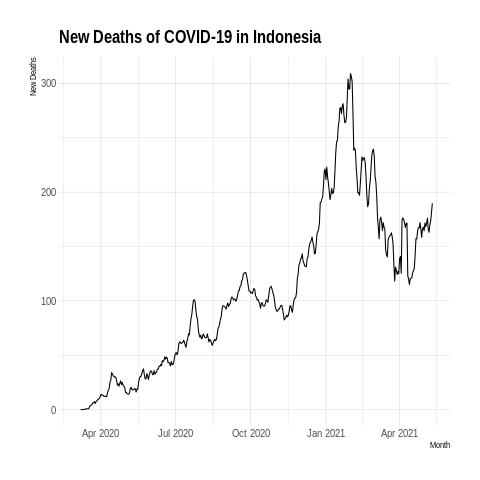 New Deaths of COVID-19 in Indonesia
New Deaths
300
200
100
0
Apr 2020 Jul 2020 Oct 2020 Jan 2021 Apr 2021
Month